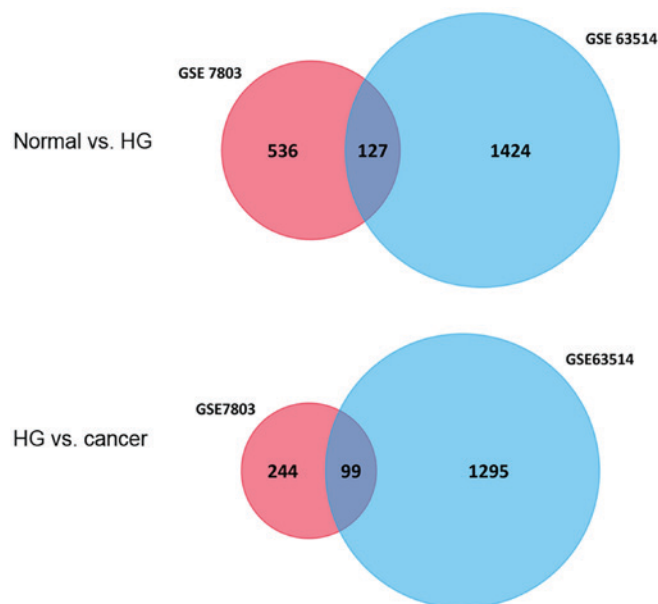 GSE 63514
GSE 7803
Normal vs. HG
536
127
1424
GSE63514
GSE7803
HG vs. cancer
244
99
1295